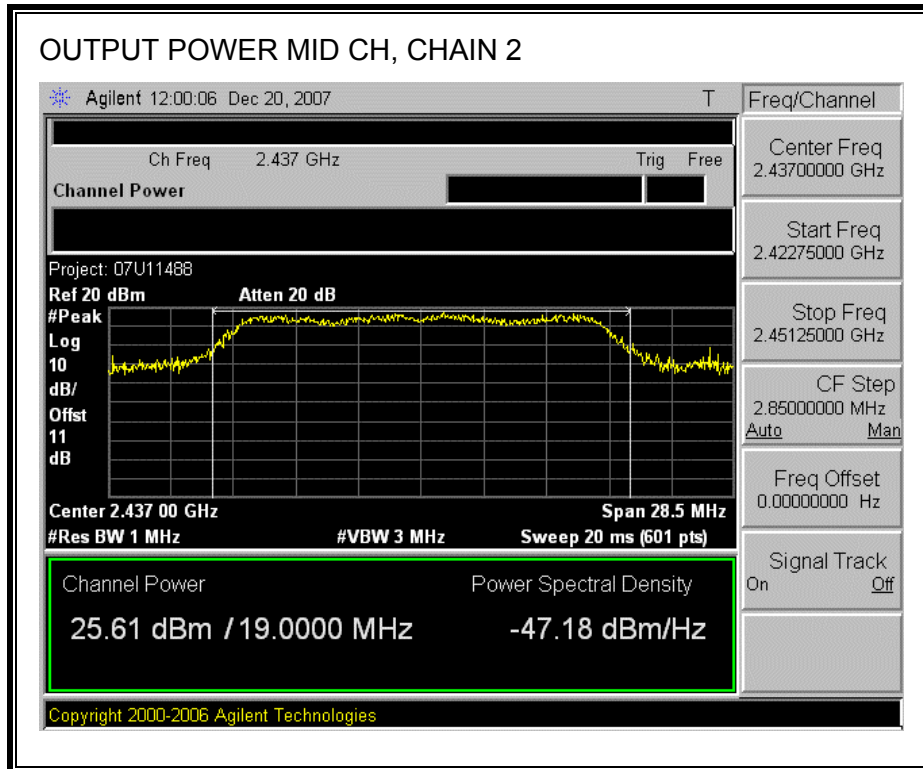 OUTPUT POWER MID CH, CHAIN 2
Agilent 12:00:06 Dec 20, 2007 T
Freq/Channel
Ch Freq 2.437 GHz Trig Free
Channel Power
Center Freq
2.43700000 GHz
Start Freq
2.42275000 GHz
Stop Freq
2.45125000 GHz
CF Step
2.85000000 MHz
Auto Man
Freq Offset
0.00000000 Hz
Signal Track
On Off
Project: 07U11488
Ref 20 dBm Atten 20 dB
#Peak
Log
10
dB/
Offst
11
dB
Center 2.437 00 GHz Span 28.5 MHz
#Res BW 1 MHz #VBW 3 MHz Sweep 20 ms (601 pts)
Channel Power Power Spectral Density
25.61 dBm / 19.0000 MHz -47.18 dBm/Hz
Copyright 2000-2006 Agilent Technologies